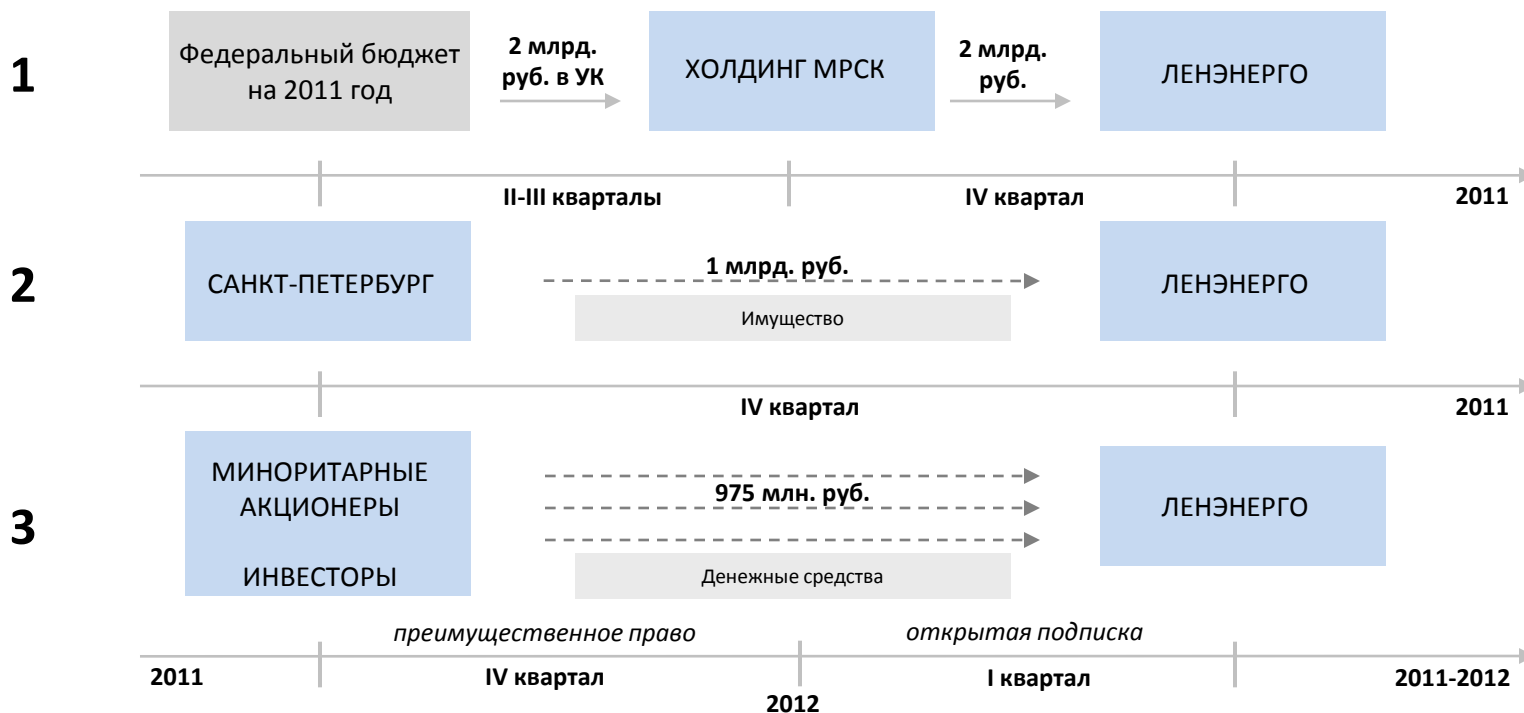 1
Федеральный бюджет
на 2011 год
2 млрд.
руб. в УК
ХОЛДИНГ МРСК
2 млрд.
руб.
ЛЕНЭНЕРГО
II-III кварталы
IV квартал
2011
2
САНКТ-ПЕТЕРБУРГ
1 млрд. руб.
Имущество
ЛЕНЭНЕРГО
IV квартал
2011
3
МИНОРИТАРНЫЕ
АКЦИОНЕРЫ
ИНВЕСТОРЫ
975 млн. руб.
Денежные средства
ЛЕНЭНЕРГО
преимущественное право
открытая подписка
2011
IV квартал
2012
I квартал
2011-2012